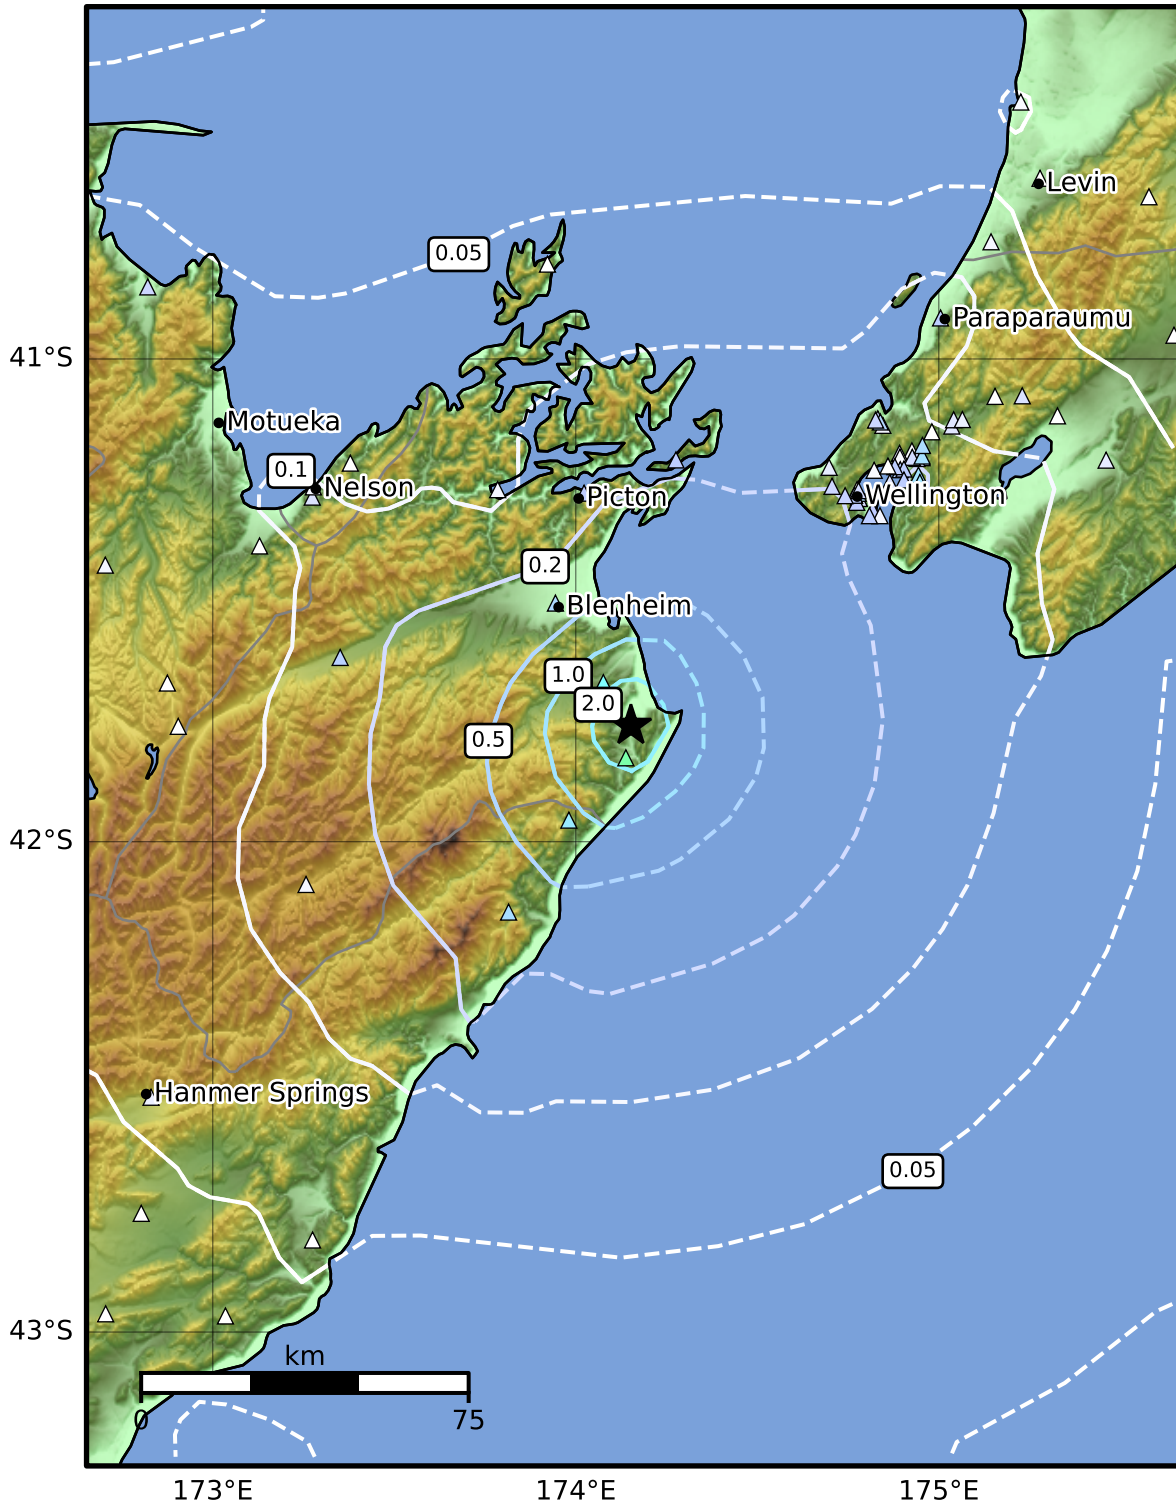 Levin
0.05
Paraparaumu
41°S
Motueka
0.1
Nelson
Picton
Wellington
0.2
Blenheim
1.0
2.0
0.5
42°S
Hanmer Springs
0.05
43°S
km
0
75
173°E
174°E
175°E